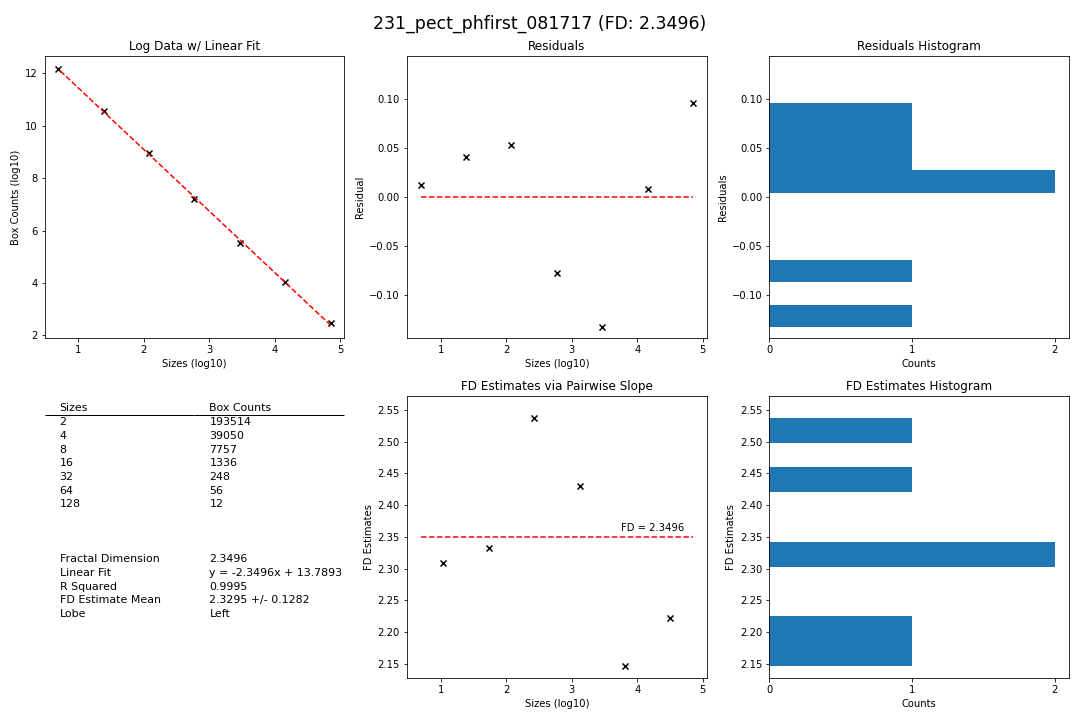 231_pect_phfirst_081717 (FD: 2.3496)
Log Data w/ Linear Fit
Box Counts (log10)
12
10
8
6
4
2
1 2 3 4 5
Sizes (log10)
Residuals
Residual
0.10
0.05
0.00
−0.05
−0.10
1 2 3 4 5
Sizes (log10)
Residuals Histogram
Residuals
0.10
0.05
0.00
−0.05
−0.10
0 1 2
Counts
Sizes Box Counts
2 193514
4 39050
8 7757
16 1336
32 248
64 56
128 12
Fractal Dimension 2.3496
Linear Fit y = -2.3496x + 13.7893
R Squared 0.9995
FD Estimate Mean 2.3295 +/- 0.1282
Lobe Left
FD Estimates via Pairwise Slope
FD Estimates
2.55
2.50
2.45
2.40
2.35
2.30
2.25
2.20
2.15
FD = 2.3496
1 2 3 4 5
Sizes (log10)
FD Estimates Histogram
FD Estimates
2.55
2.50
2.45
2.40
2.35
2.30
2.25
2.20
2.15
0 1 2
Counts